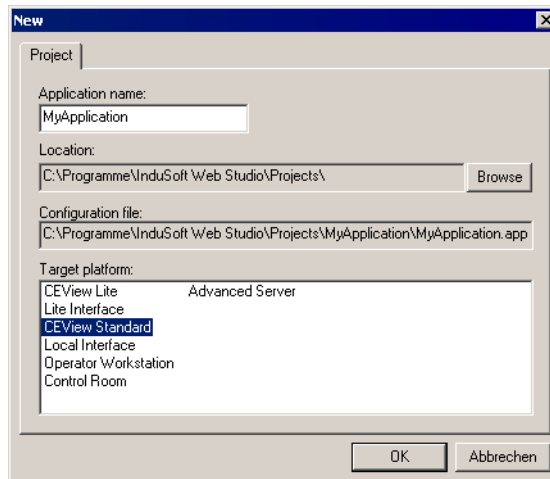 New
Project
Application name:
MyApplication
Location:
C:\Programme\InduSoft Web Studio\Projects\
Browse
Configuration file:
C:\Programme\InduSoft Web Studio\Projects\MyApplication\MyApplication.app
Target platform:
CEView Lite Advanced Server
Lite Interface
CEView Standard
Local Interface
Operator Workstation
Control Room
OK Abbrechen